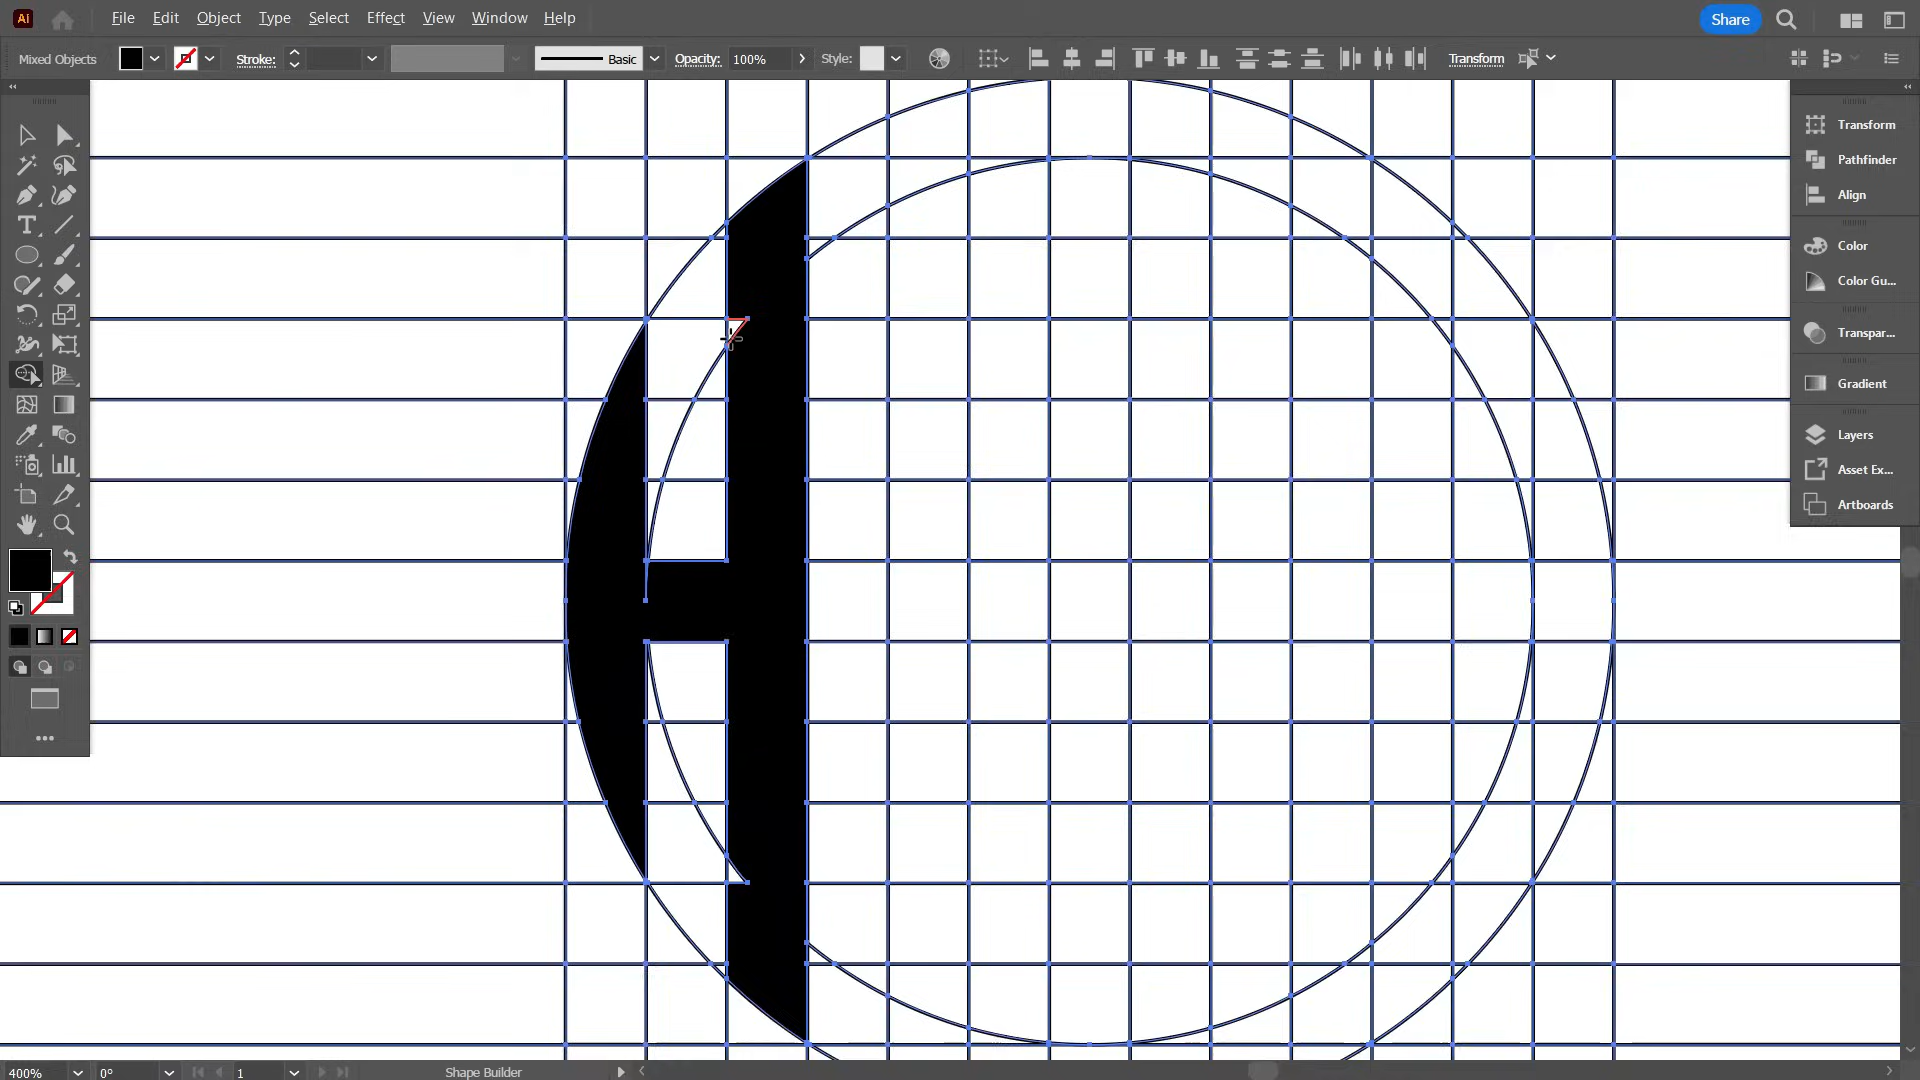 Ai File Edit Object Type Select Effect View Window Help Share
Mixed Objects Stroke: Basic Opacity: 100% Style: Transform
Transform
Pathfinder
Align
Color
Color Gu...
Transpar...
Gradient
Layers
Asset Ex...
Artboards
T
400% 0° 1 Shape Builder